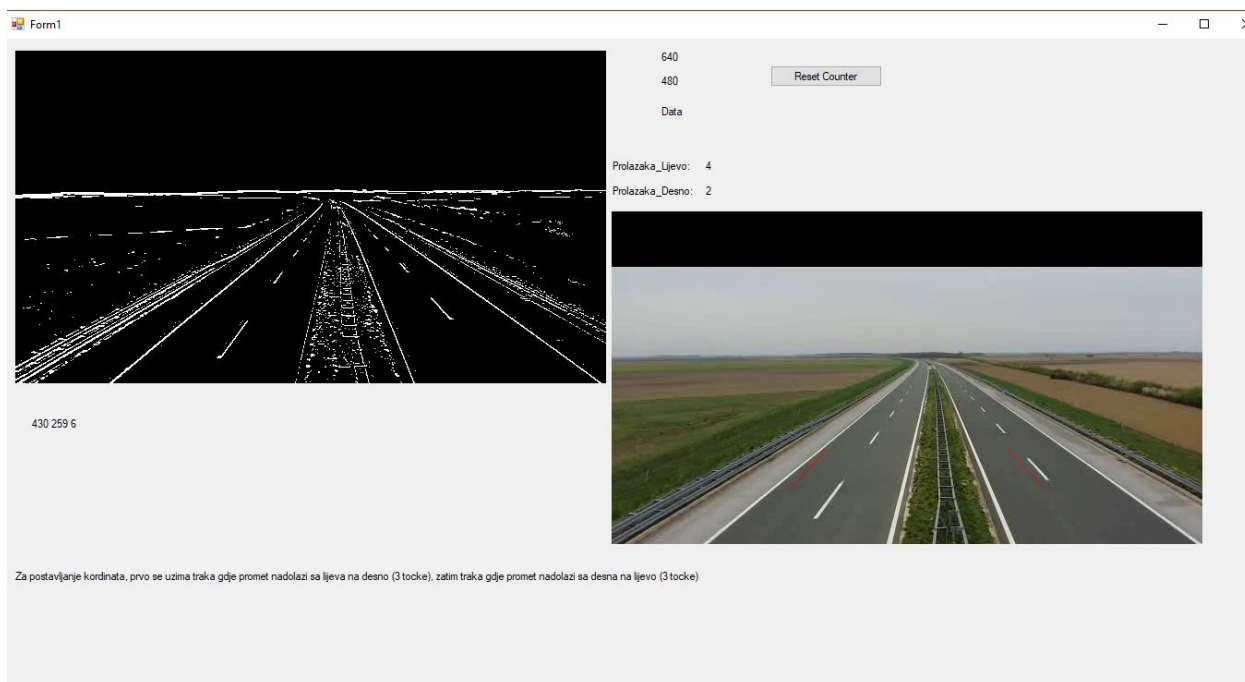 Form1
640
480
Reset Counter
Data
Prolazaka_Lijevo: 4
Prolazaka_Desno: 2
430 259 6
Za postavljanje kordinata, prvo se uzima traka gdje promet nadolazi sa lijeva na desno (3 tocke), zatim traka gdje promet nadolazi sa desna na lijevo (3 tocke)